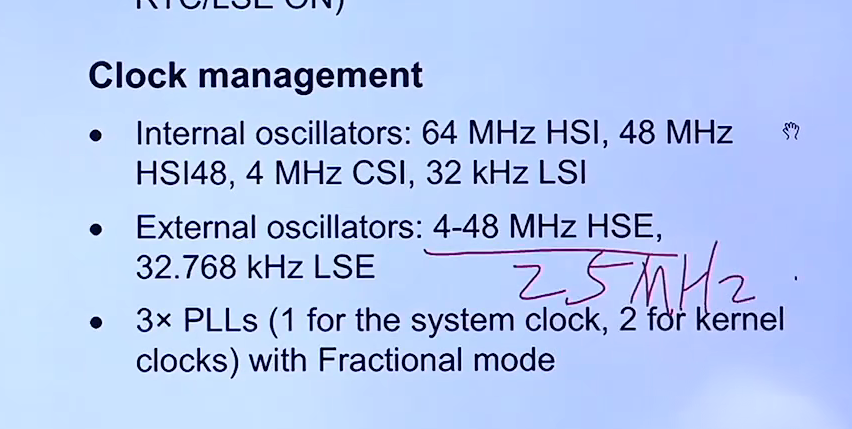 RTC/LSE ON)
Clock management
• Internal oscillators: 64 MHz HSI, 48 MHz
HSI48, 4 MHz CSI, 32 kHz LSI
• External oscillators: 4-48 MHz HSE,
32.768 kHz LSE
25MHz
• 3× PLLs (1 for the system clock, 2 for kernel
clocks) with Fractional mode